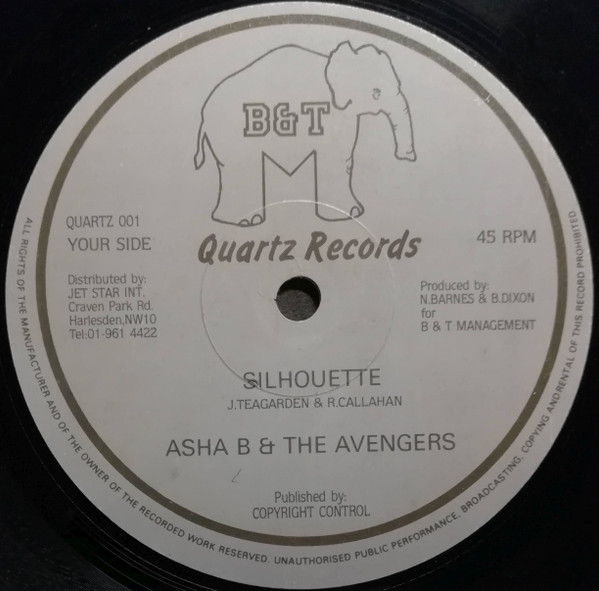 B&T
M
Quartz Records
QUARTZ 001
YOUR SIDE
45 RPM
Distributed by:
JET STAR INT.
Craven Park Rd.
Harlesden,NW10
Tel:01-961 4422
Produced by:
N.BARNES & B.DIXON
for
B & T MANAGEMENT
SILHOUETTE
J.TEAGARDEN & R.CALLAHAN
ASHA B & THE AVENGERS
Published by:
COPYRIGHT CONTROL
ALL RIGHTS OF THE MANUFACTURER AND OF THE OWNER OF THE RECORDED WORK RESERVED. UNAUTHORISED PUBLIC PERFORMANCE, BROADCASTING, COPYING AND RENTAL OF THIS RECORD PROHIBITED